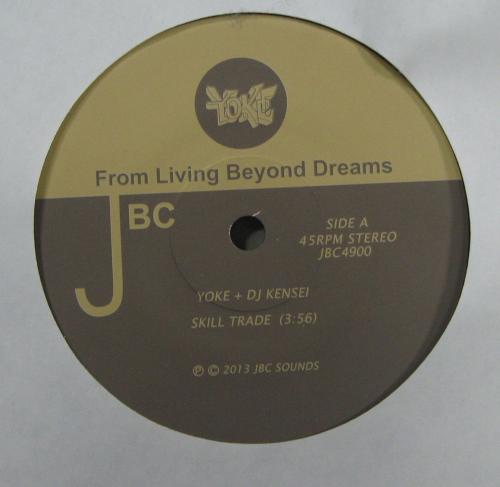 YOKE
From Living Beyond Dreams
JBC
SIDE A
45RPM STEREO
JBC4900
YOKE + DJ KENSEI
SKILL TRADE (3:56)
℗ © 2013 JBC SOUNDS